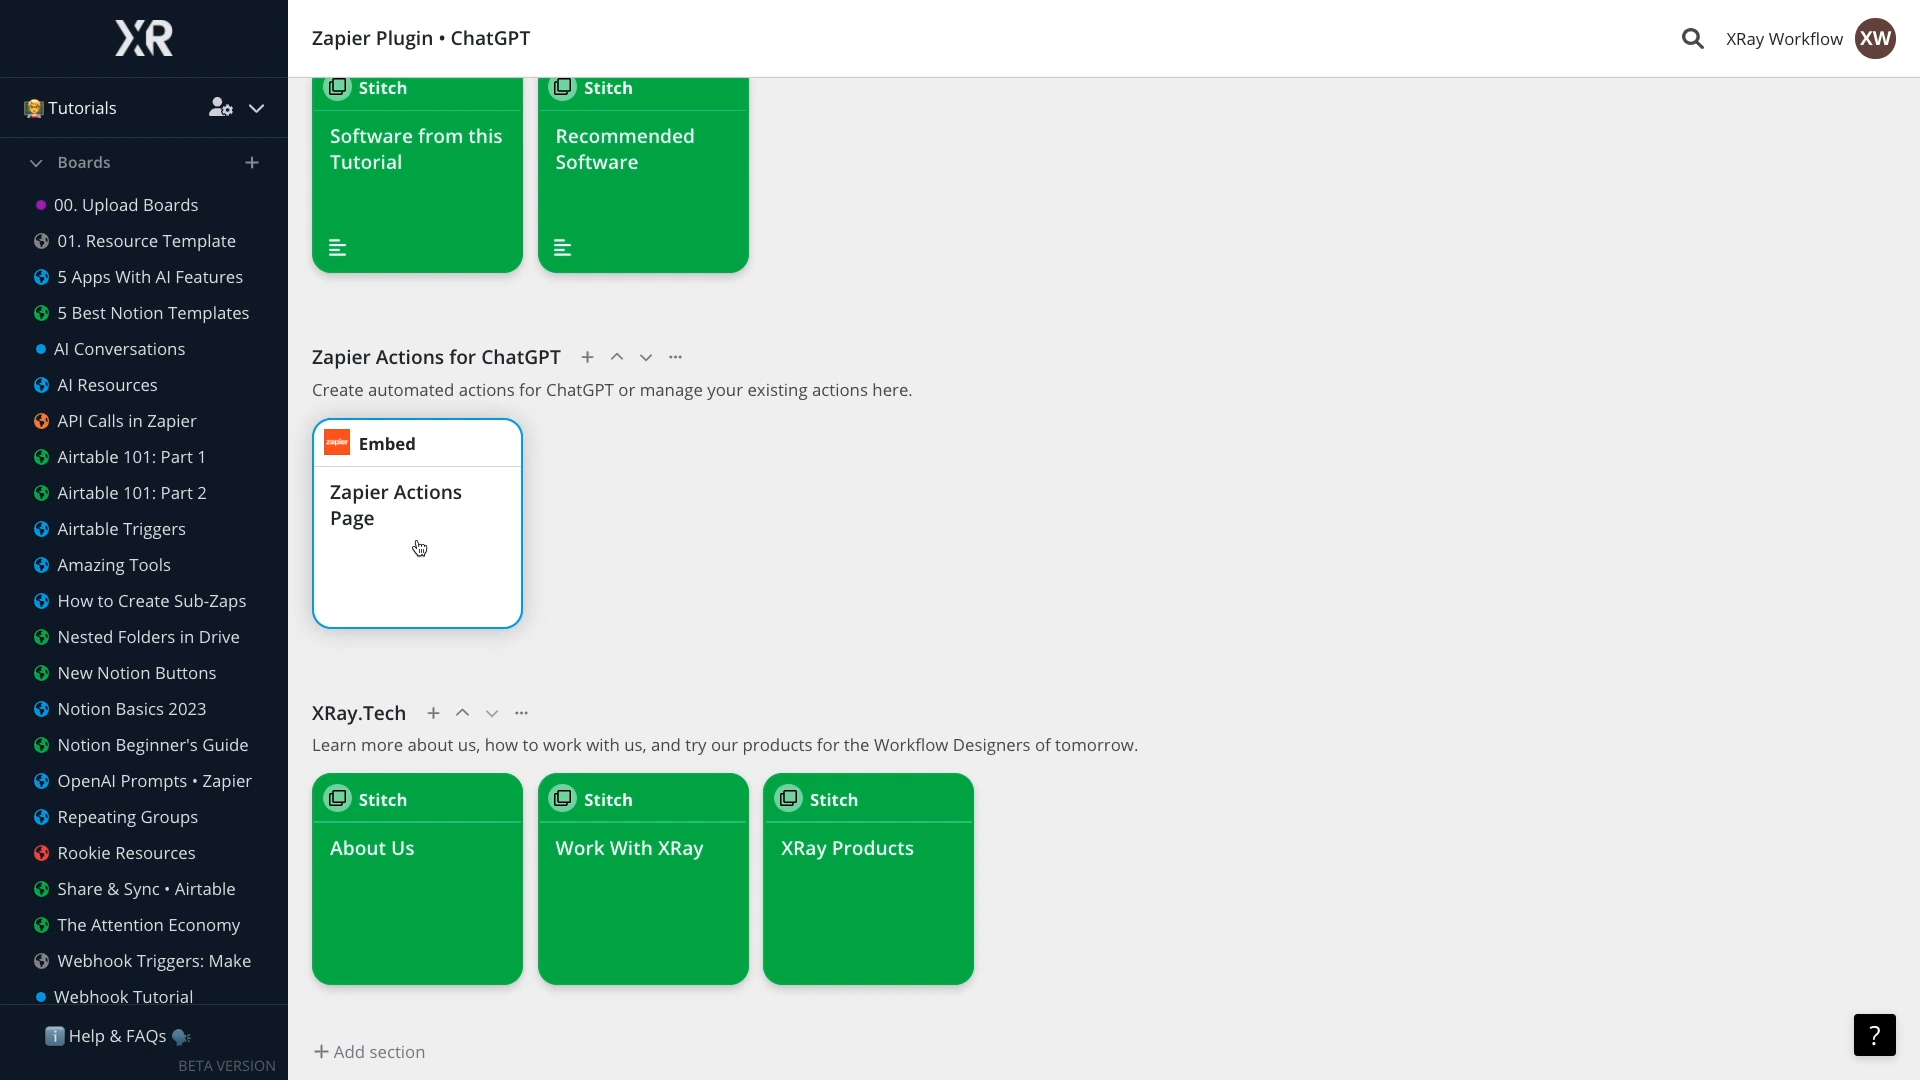 XR
Tutorials
Boards
00. Upload Boards
01. Resource Template
5 Apps With AI Features
5 Best Notion Templates
AI Conversations
AI Resources
API Calls in Zapier
Airtable 101: Part 1
Airtable 101: Part 2
Airtable Triggers
Amazing Tools
How to Create Sub-Zaps
Nested Folders in Drive
New Notion Buttons
Notion Basics 2023
Notion Beginner's Guide
OpenAI Prompts • Zapier
Repeating Groups
Rookie Resources
Share & Sync • Airtable
The Attention Economy
Webhook Triggers: Make
Webhook Tutorial
Help & FAQs
BETA VERSION
Zapier Plugin • ChatGPT
XRay Workflow
XW
Stitch
Software from this
Tutorial
Stitch
Recommended
Software
Zapier Actions for ChatGPT
Create automated actions for ChatGPT or manage your existing actions here.
zapier
Embed
Zapier Actions
Page
XRay.Tech
Learn more about us, how to work with us, and try our products for the Workflow Designers of tomorrow.
Stitch
About Us
Stitch
Work With XRay
Stitch
XRay Products
+ Add section
?